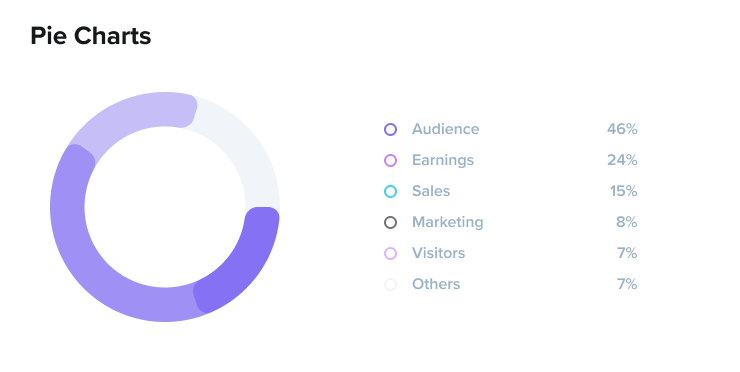 Pie Charts
Audience 46%
Earnings 24%
Sales 15%
Marketing 8%
Visitors 7%
Others 7%